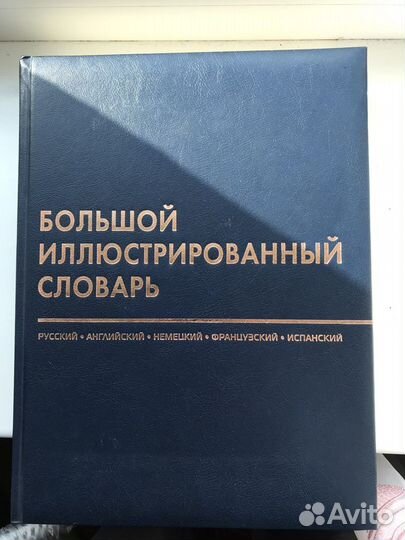 БОЛЬШОЙ
ИЛЛЮСТРИРОВАННЫЙ
СЛОВАРЬ
РУССКИЙ • АНГЛИЙСКИЙ • НЕМЕЦКИЙ • ФРАНЦУЗСКИЙ • ИСПАНСКИЙ
Avito